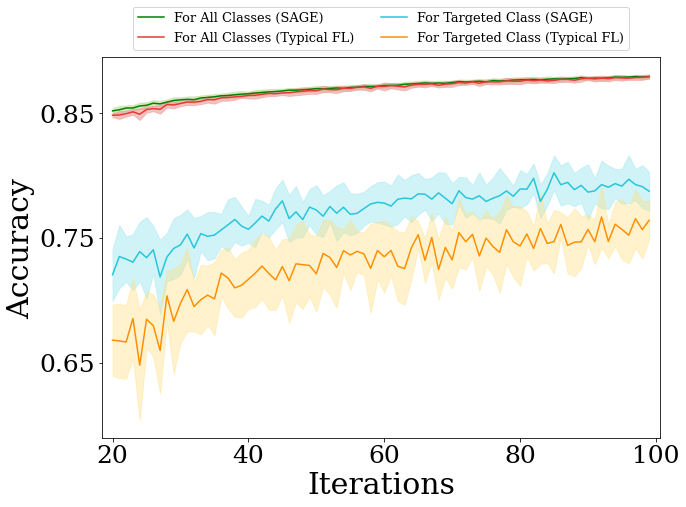 For All Classes (SAGE) For Targeted Class (SAGE)
For All Classes (Typical FL) For Targeted Class (Typical FL)
0.85
0.75
0.65
Accuracy
20 40 60 80 100
Iterations